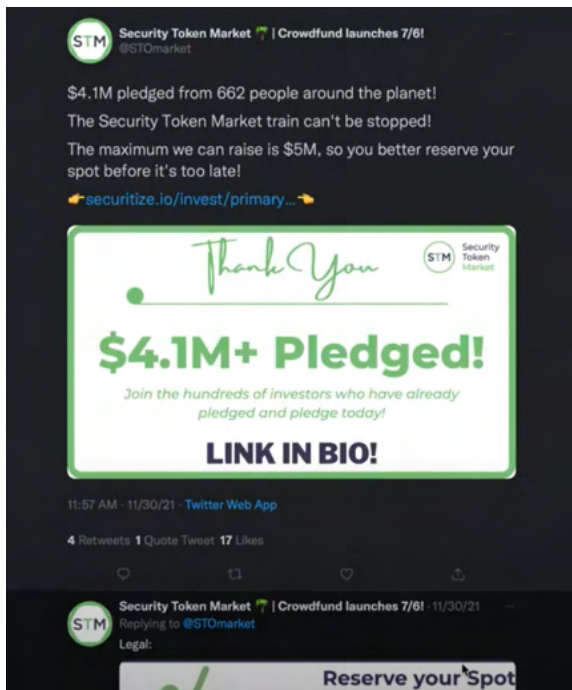 STM
Security Token Market 🌴 | Crowdfund launches 7/6!
@STOmarket
$4.1M pledged from 662 people around the planet!
The Security Token Market train can't be stopped!
The maximum we can raise is $5M, so you better reserve your
spot before it's too late!
👉securitize.io/invest/primary...👈
Thank You
STM
Security
Token
Market
$4.1M+ Pledged!
Join the hundreds of investors who have already
pledged and pledge today!
LINK IN BIO!
11:57 AM · 11/30/21 · Twitter Web App
4 Retweets 1 Quote Tweet 17 Likes
STM
Security Token Market 🌴 | Crowdfund launches 7/6! · 11/30/21
Replying to @STOmarket
Legal:
Reserve your Spot